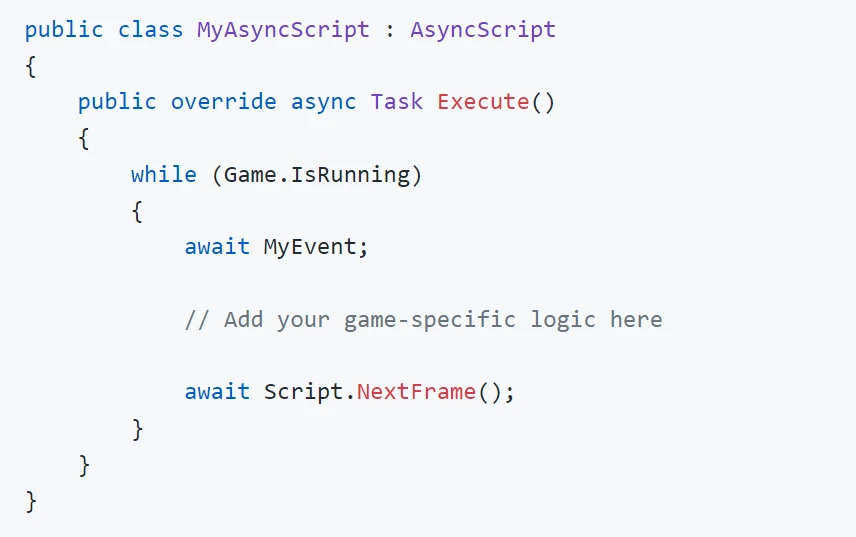 public class MyAsyncScript : AsyncScript
{
    public override async Task Execute()
    {
        while (Game.IsRunning)
        {
            await MyEvent;

            // Add your game-specific logic here

            await Script.NextFrame();
        }
    }
}